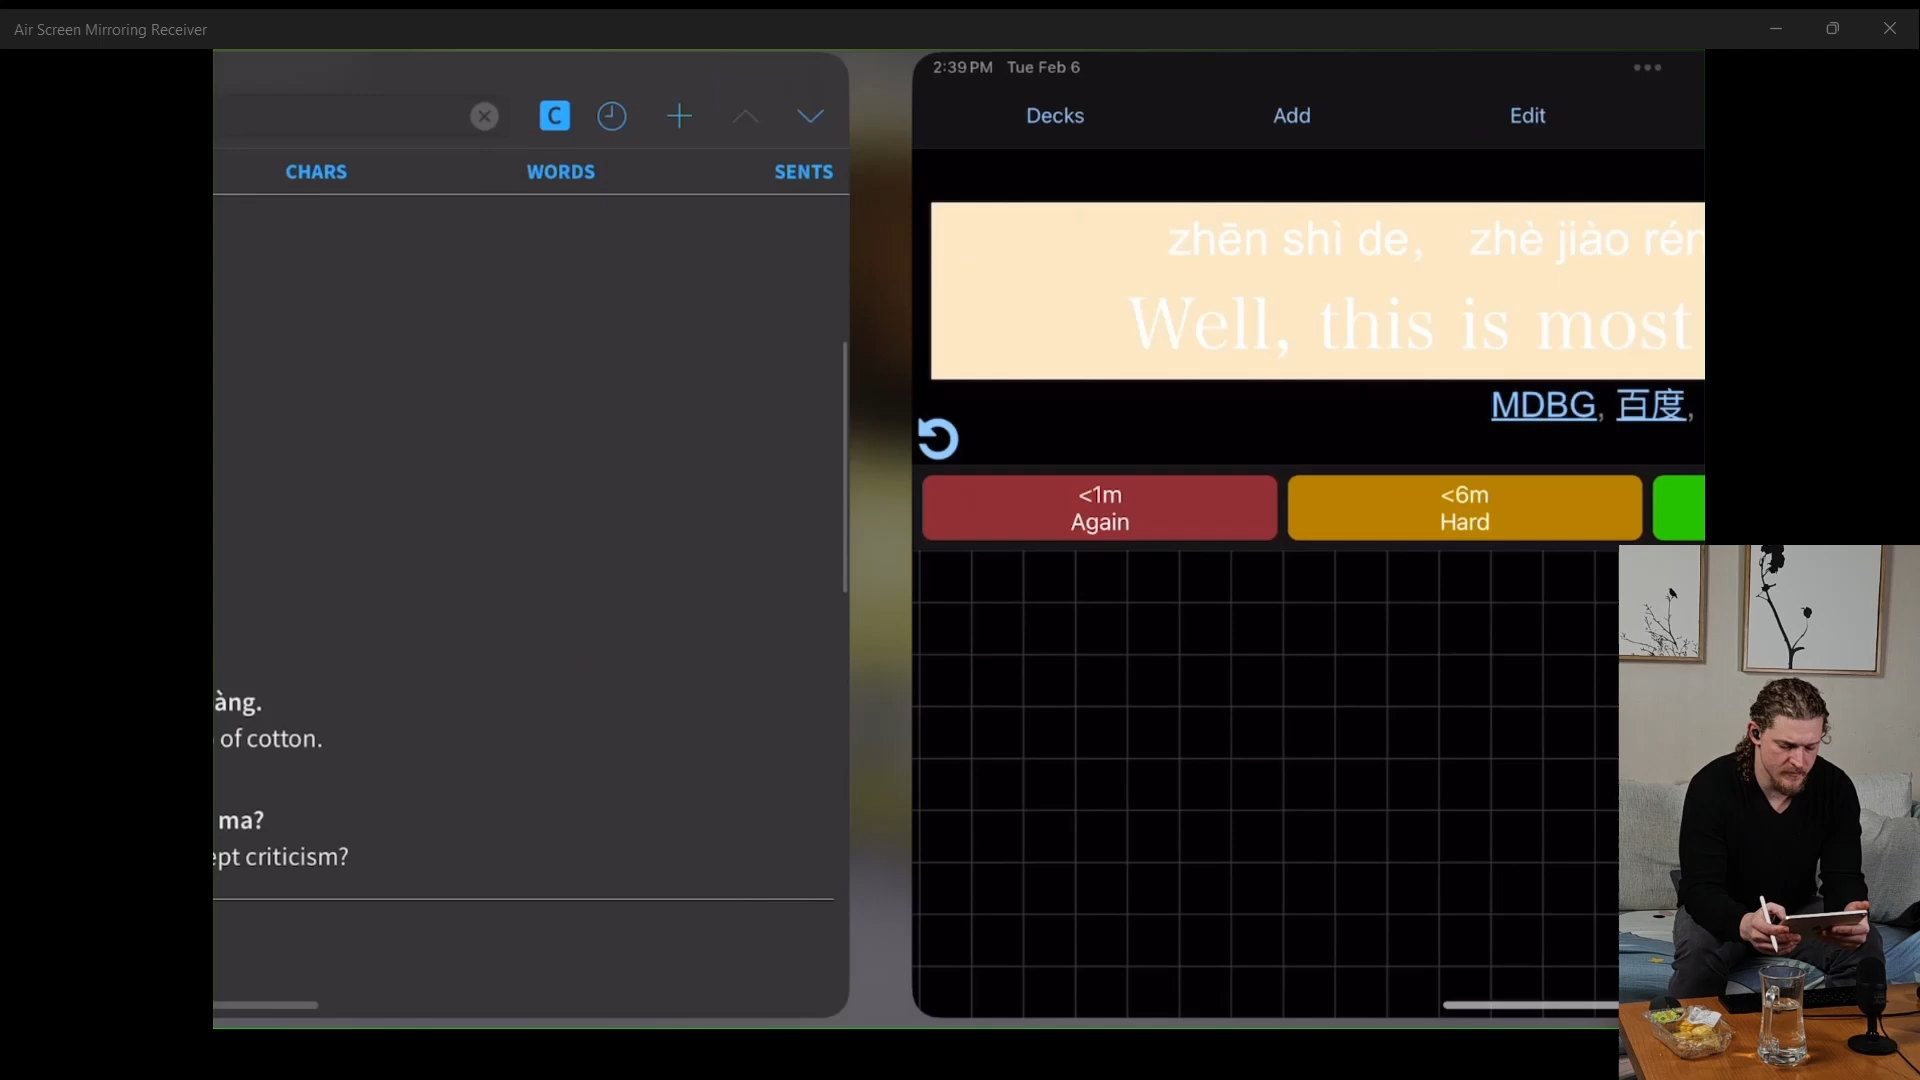 Air Screen Mirroring Receiver
C
CHARS WORDS SENTS
àng.
of cotton.
ma?
ept criticism?
2:39 PM Tue Feb 6
Decks Add Edit
zhēn shì de, zhè jiào rén
Well, this is most
MDBG, 百度,
<1m
Again
<6m
Hard